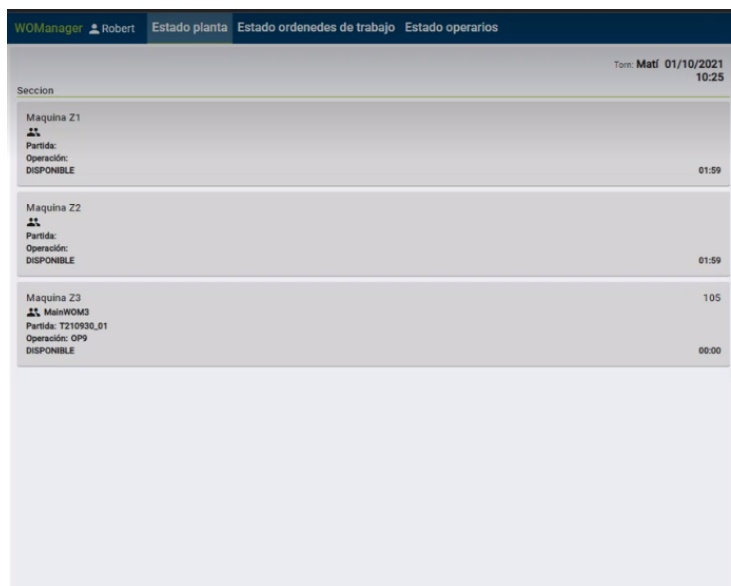 WOManager Robert Estado planta Estado ordenedes de trabajo Estado operarios
Torn: Matí 01/10/2021
10:25
Seccion
Maquina Z1
Partida:
Operación:
DISPONIBLE 01:59
Maquina Z2
Partida:
Operación:
DISPONIBLE 01:59
Maquina Z3 105
MainWOM3
Partida: T210930_01
Operación: OP9
DISPONIBLE 00:00